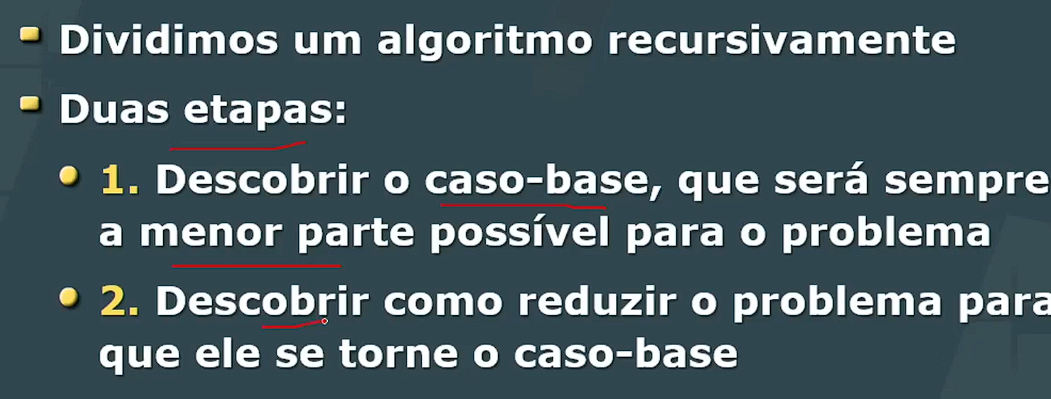 Dividimos um algoritmo recursivamente
Duas etapas:
1. Descobrir o caso-base, que será sempre
a menor parte possível para o problema
2. Descobrir como reduzir o problema para
que ele se torne o caso-base